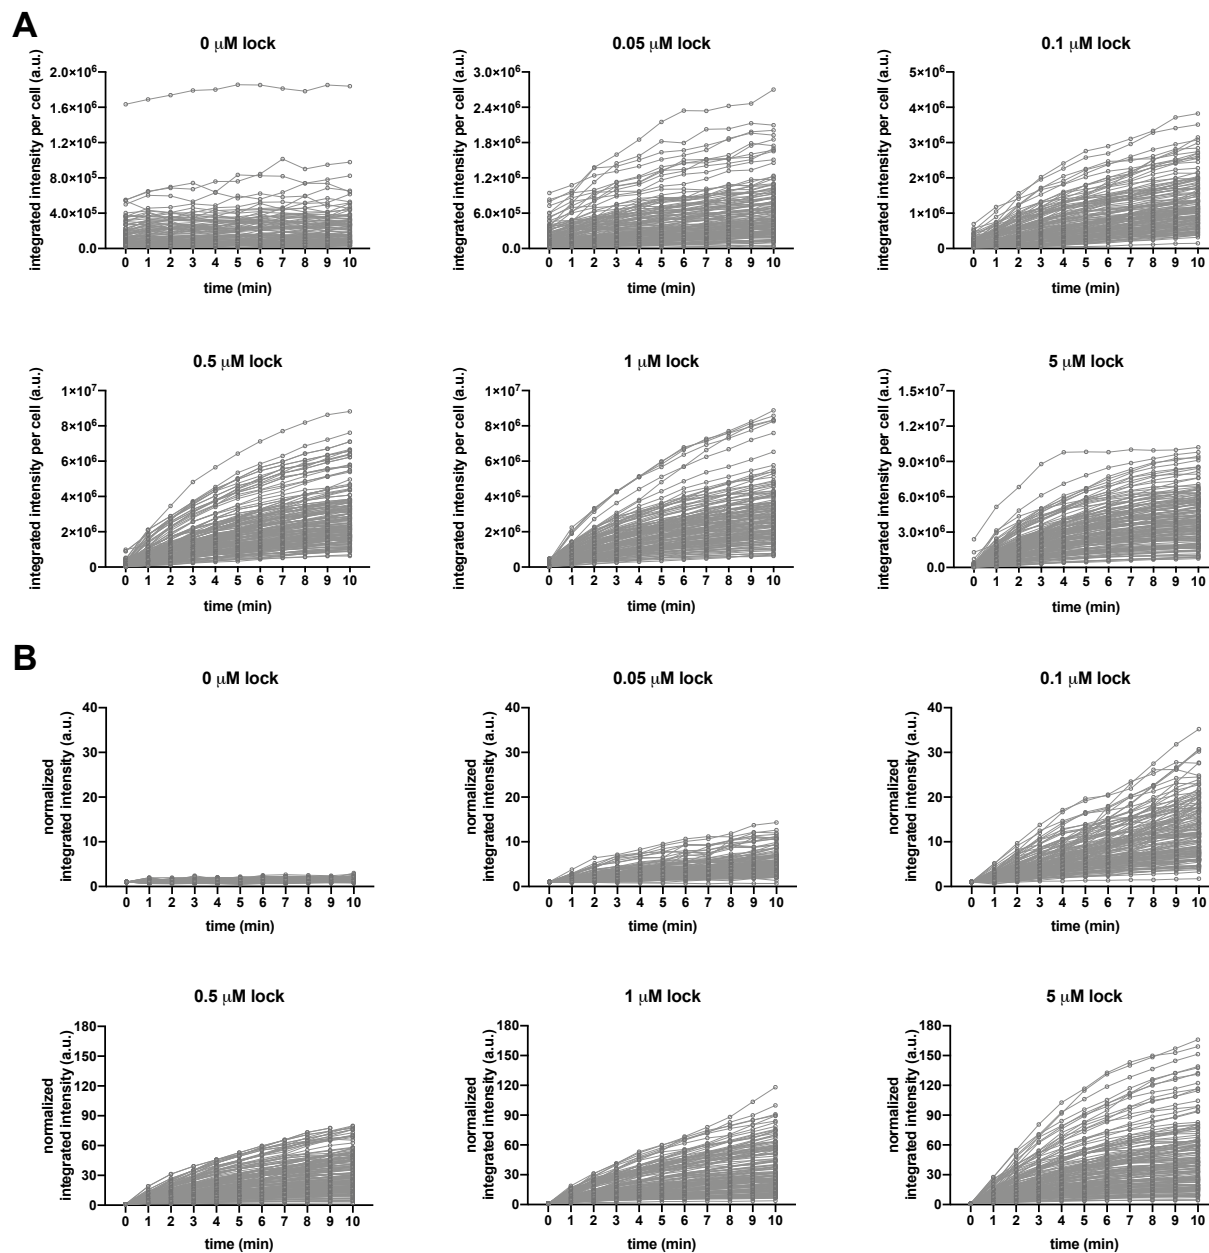 A
0 μM lock
0.05 μM lock
0.1 μM lock
integrated intensity per cell (a.u.)
2.0×10⁶
1.6×10⁶
1.2×10⁶
8.0×10⁵
4.0×10⁵
0.0
0 1 2 3 4 5 6 7 8 9 10
time (min)
integrated intensity per cell (a.u.)
3.0×10⁶
2.4×10⁶
1.8×10⁶
1.2×10⁶
6.0×10⁵
0.0
0 1 2 3 4 5 6 7 8 9 10
time (min)
integrated intensity per cell (a.u.)
5×10⁶
4×10⁶
3×10⁶
2×10⁶
1×10⁶
0
0 1 2 3 4 5 6 7 8 9 10
time (min)
0.5 μM lock
1 μM lock
5 μM lock
integrated intensity per cell (a.u.)
1×10⁷
8×10⁶
6×10⁶
4×10⁶
2×10⁶
0
0 1 2 3 4 5 6 7 8 9 10
time (min)
integrated intensity per cell (a.u.)
1×10⁷
8×10⁶
6×10⁶
4×10⁶
2×10⁶
0
0 1 2 3 4 5 6 7 8 9 10
time (min)
integrated intensity per cell (a.u.)
1.5×10⁷
1.2×10⁷
9.0×10⁶
6.0×10⁶
3.0×10⁶
0.0
0 1 2 3 4 5 6 7 8 9 10
time (min)
B
0 μM lock
0.05 μM lock
0.1 μM lock
normalized
integrated intensity (a.u.)
40
30
20
10
0
0 1 2 3 4 5 6 7 8 9 10
time (min)
normalized
integrated intensity (a.u.)
40
30
20
10
0
0 1 2 3 4 5 6 7 8 9 10
time (min)
normalized
integrated intensity (a.u.)
40
30
20
10
0
0 1 2 3 4 5 6 7 8 9 10
time (min)
0.5 μM lock
1 μM lock
5 μM lock
normalized
integrated intensity (a.u.)
180
150
120
90
60
30
0
0 1 2 3 4 5 6 7 8 9 10
time (min)
normalized
integrated intensity (a.u.)
180
150
120
90
60
30
0
0 1 2 3 4 5 6 7 8 9 10
time (min)
normalized
integrated intensity (a.u.)
180
150
120
90
60
30
0
0 1 2 3 4 5 6 7 8 9 10
time (min)